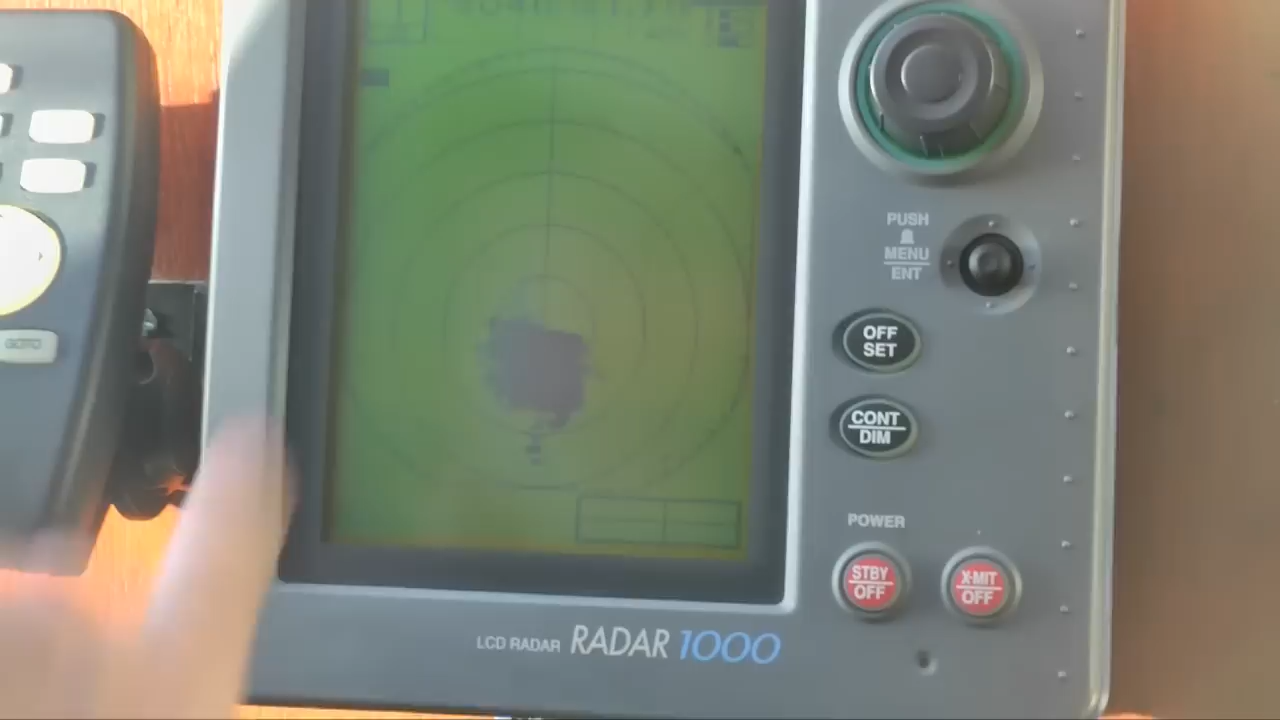 PUSH
MENU
ENT
OFF
SET
CONT
DIM
POWER
STBY
OFF
X-MIT
OFF
GOTO
LCD RADAR RADAR 1000